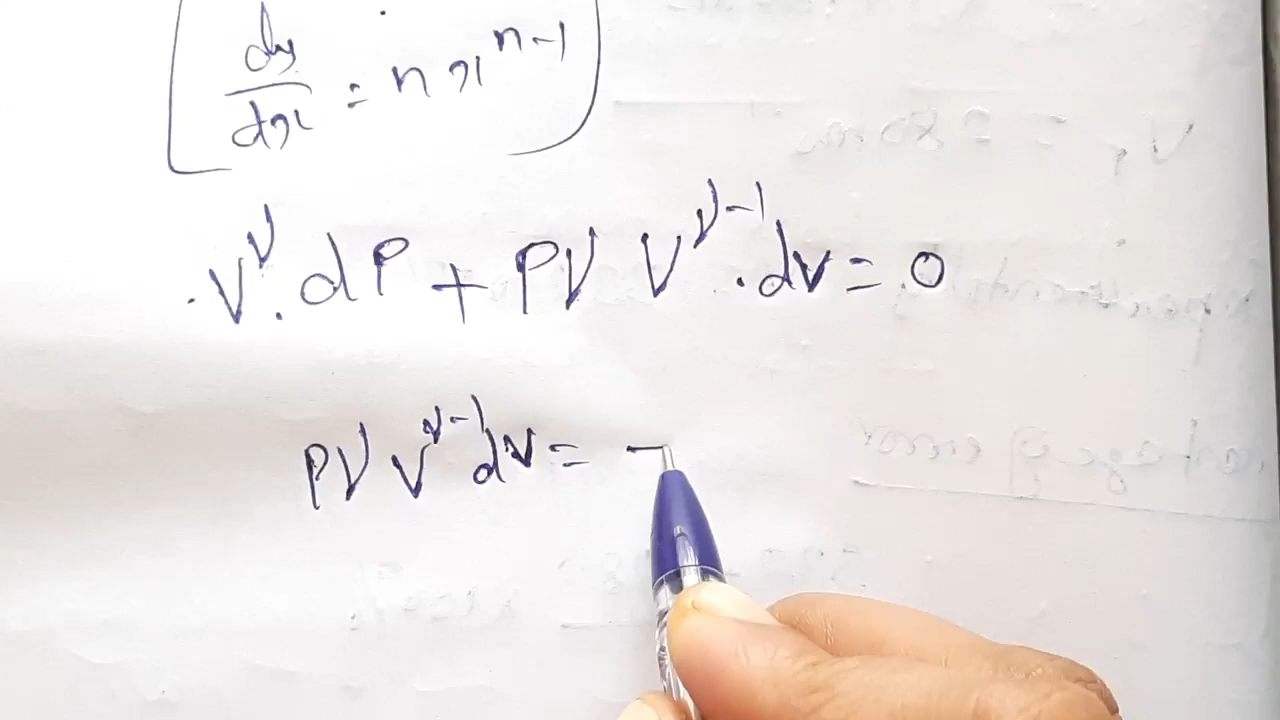 dy/dx = n x^(n-1)
V^γ . dP + Pγ V^(γ-1) . dv = 0
Pγ V^(γ-1) dv = -